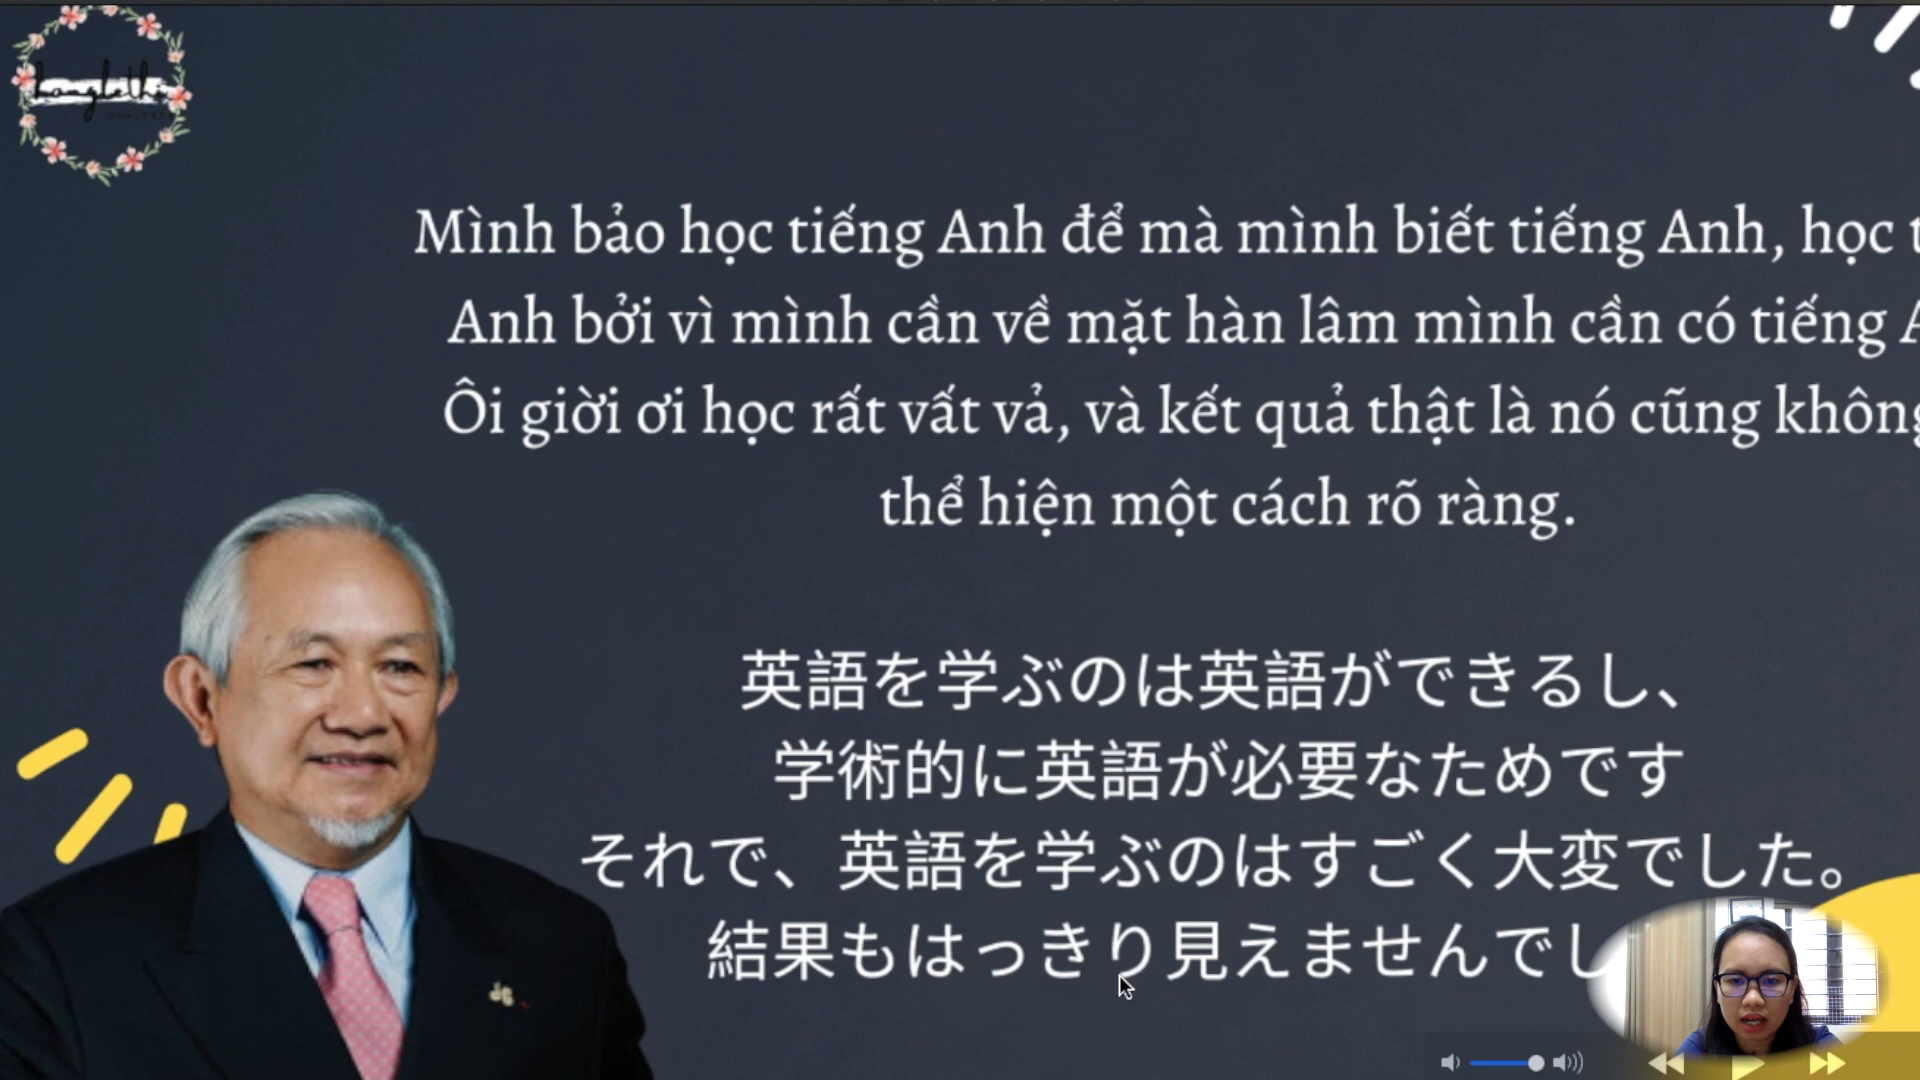 Mình bảo học tiếng Anh để mà mình biết tiếng Anh, học
Anh bởi vì mình cần về mặt hàn lâm mình cần có tiếng
Ôi giời ơi học rất vất vả, và kết quả thật là nó cũng không
thể hiện một cách rõ ràng.
英語を学ぶのは英語ができるし、
学術的に英語が必要なためです
それで、英語を学ぶのはすごく大変でした。
結果もはっきり見えませんでし